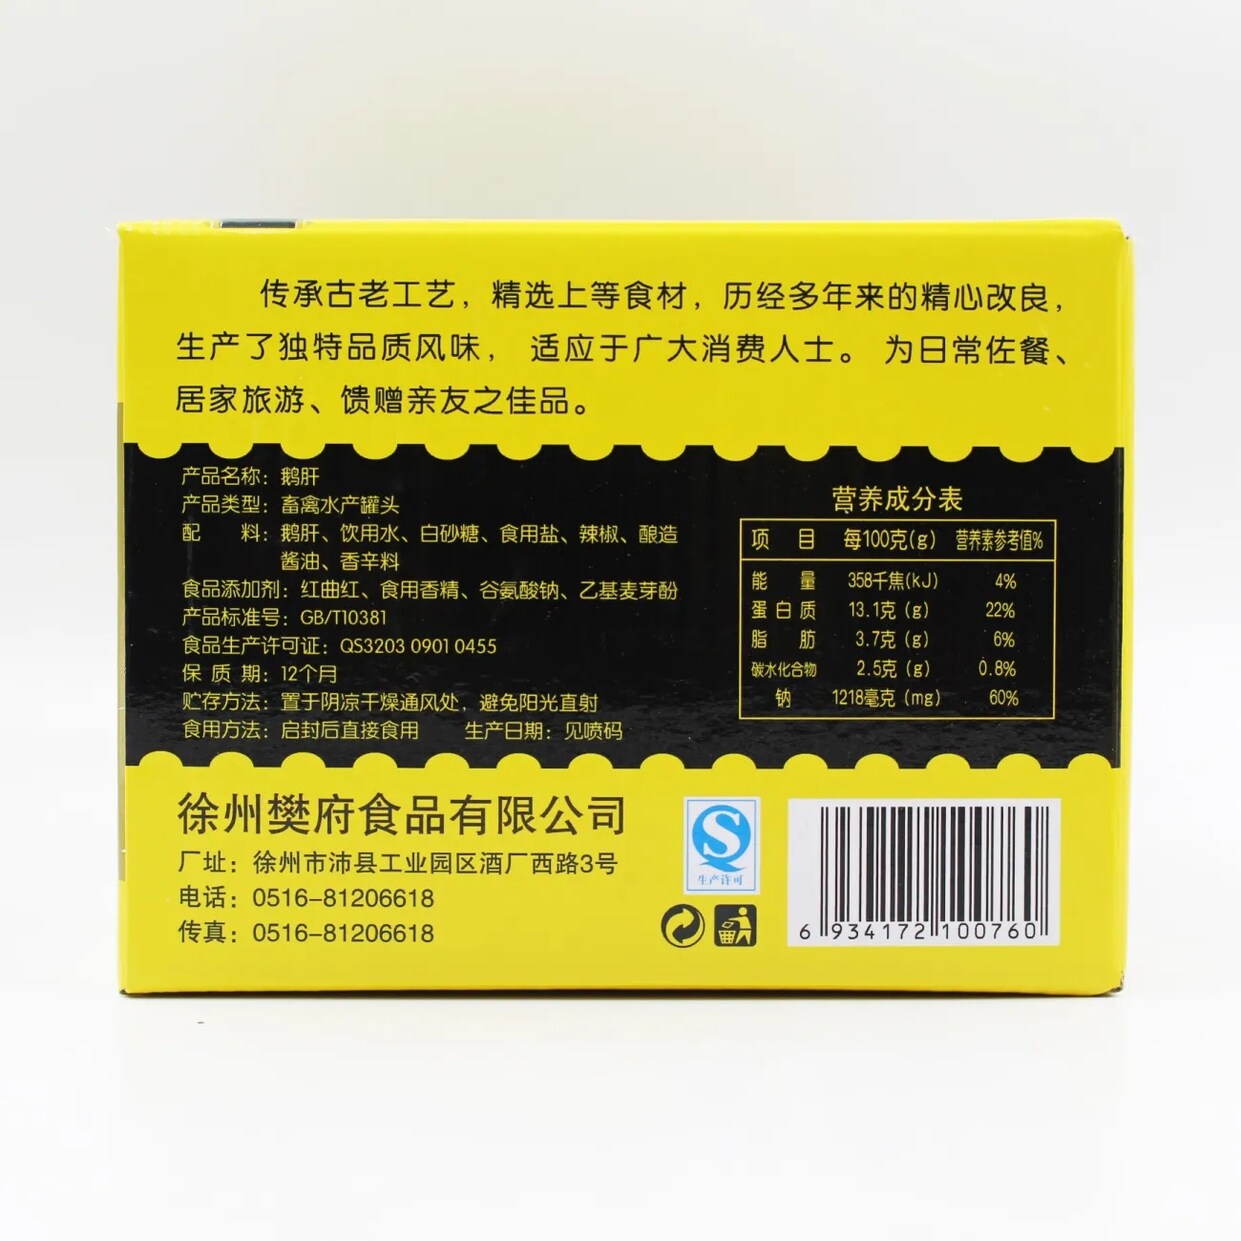 传承古老工艺，精选上等食材，历经多年来的精心改良，
生产了独特品质风味， 适应于广大消费人士。 为日常佐餐、
居家旅游、馈赠亲友之佳品。
产品名称：鹅肝
产品类型：畜禽水产罐头
配 料：鹅肝、饮用水、白砂糖、食用盐、辣椒、酿造
酱油、香辛料
食品添加剂：红曲红、食用香精、谷氨酸钠、乙基麦芽酚
产品标准号：GB/T10381
食品生产许可证：QS3203 0901 0455
保 质 期：12个月
贮存方法：置于阴凉干燥通风处，避免阳光直射
食用方法：启封后直接食用 生产日期：见喷码
营养成分表
项 目 每100克(g) 营养素参考值%
能 量 358千焦(kJ) 4%
蛋白质 13.1克 (g) 22%
脂 肪 3.7克 (g) 6%
碳水化合物 2.5克 (g) 0.8%
钠 1218毫克 (mg) 60%
徐州樊府食品有限公司
厂址：徐州市沛县工业园区酒厂西路3号
电话：0516-81206618
传真：0516-81206618
生产许可
6 934172 100760